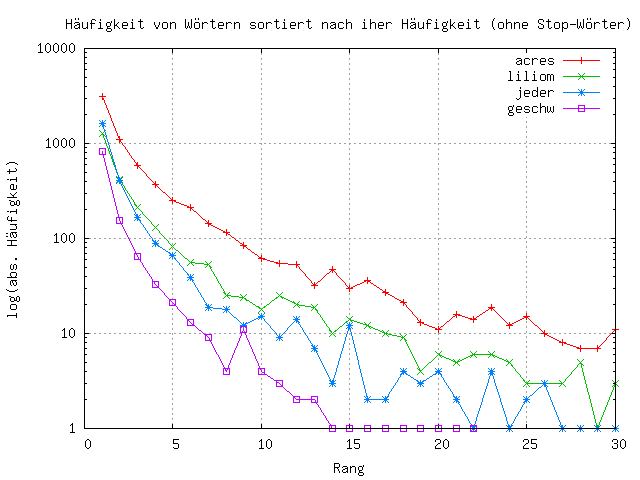 Häufigkeit von Wörtern sortiert nach iher Häufigkeit (ohne Stop-Wörter)
10000
1000
100
10
1
log(abs. Häufigkeit)
acres
liliom
jeder
geschw
0 5 10 15 20 25 30
Rang